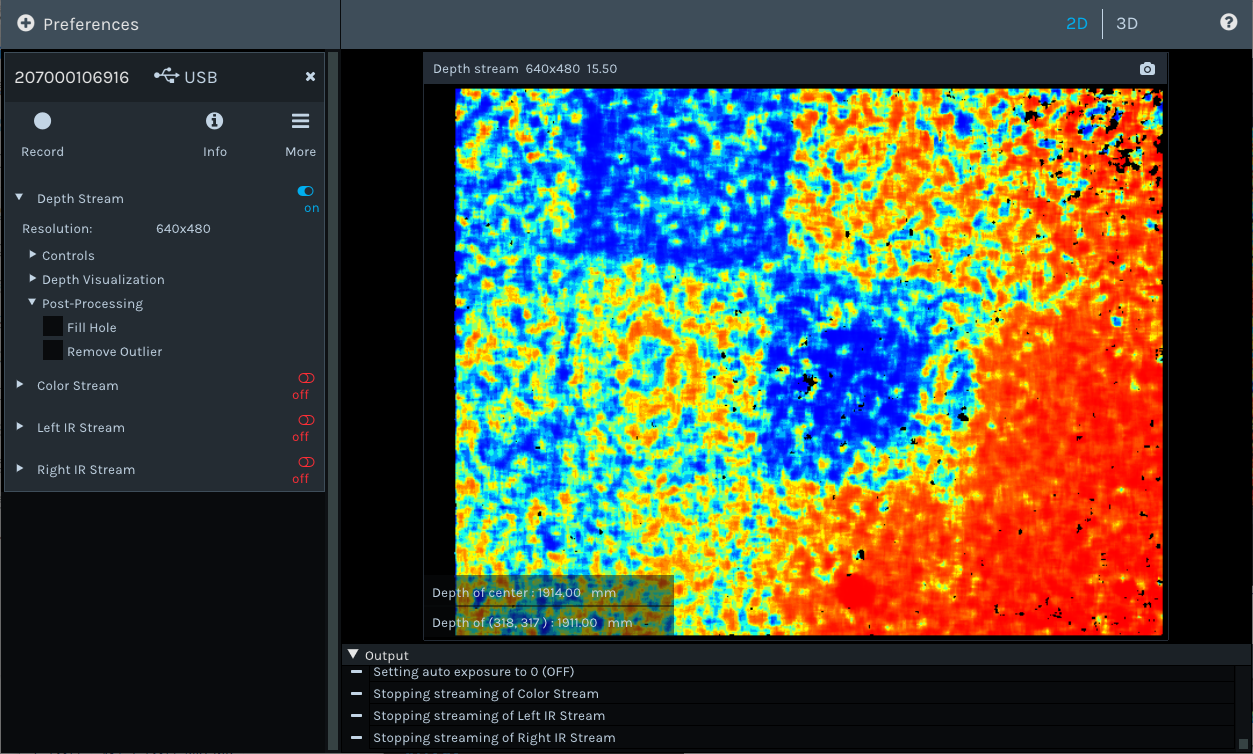 Preferences
2D 3D
207000106916 USB
Record Info More
Depth Stream on
Resolution: 640x480
Controls
Depth Visualization
Post-Processing
Fill Hole
Remove Outlier
Color Stream off
Left IR Stream off
Right IR Stream off
Depth stream 640x480 15.50
Depth of center : 1914.00 mm
Depth of (318, 317 ) : 1911.00 mm
Output
Setting auto exposure to 0 (OFF)
Stopping streaming of Color Stream
Stopping streaming of Left IR Stream
Stopping streaming of Right IR Stream